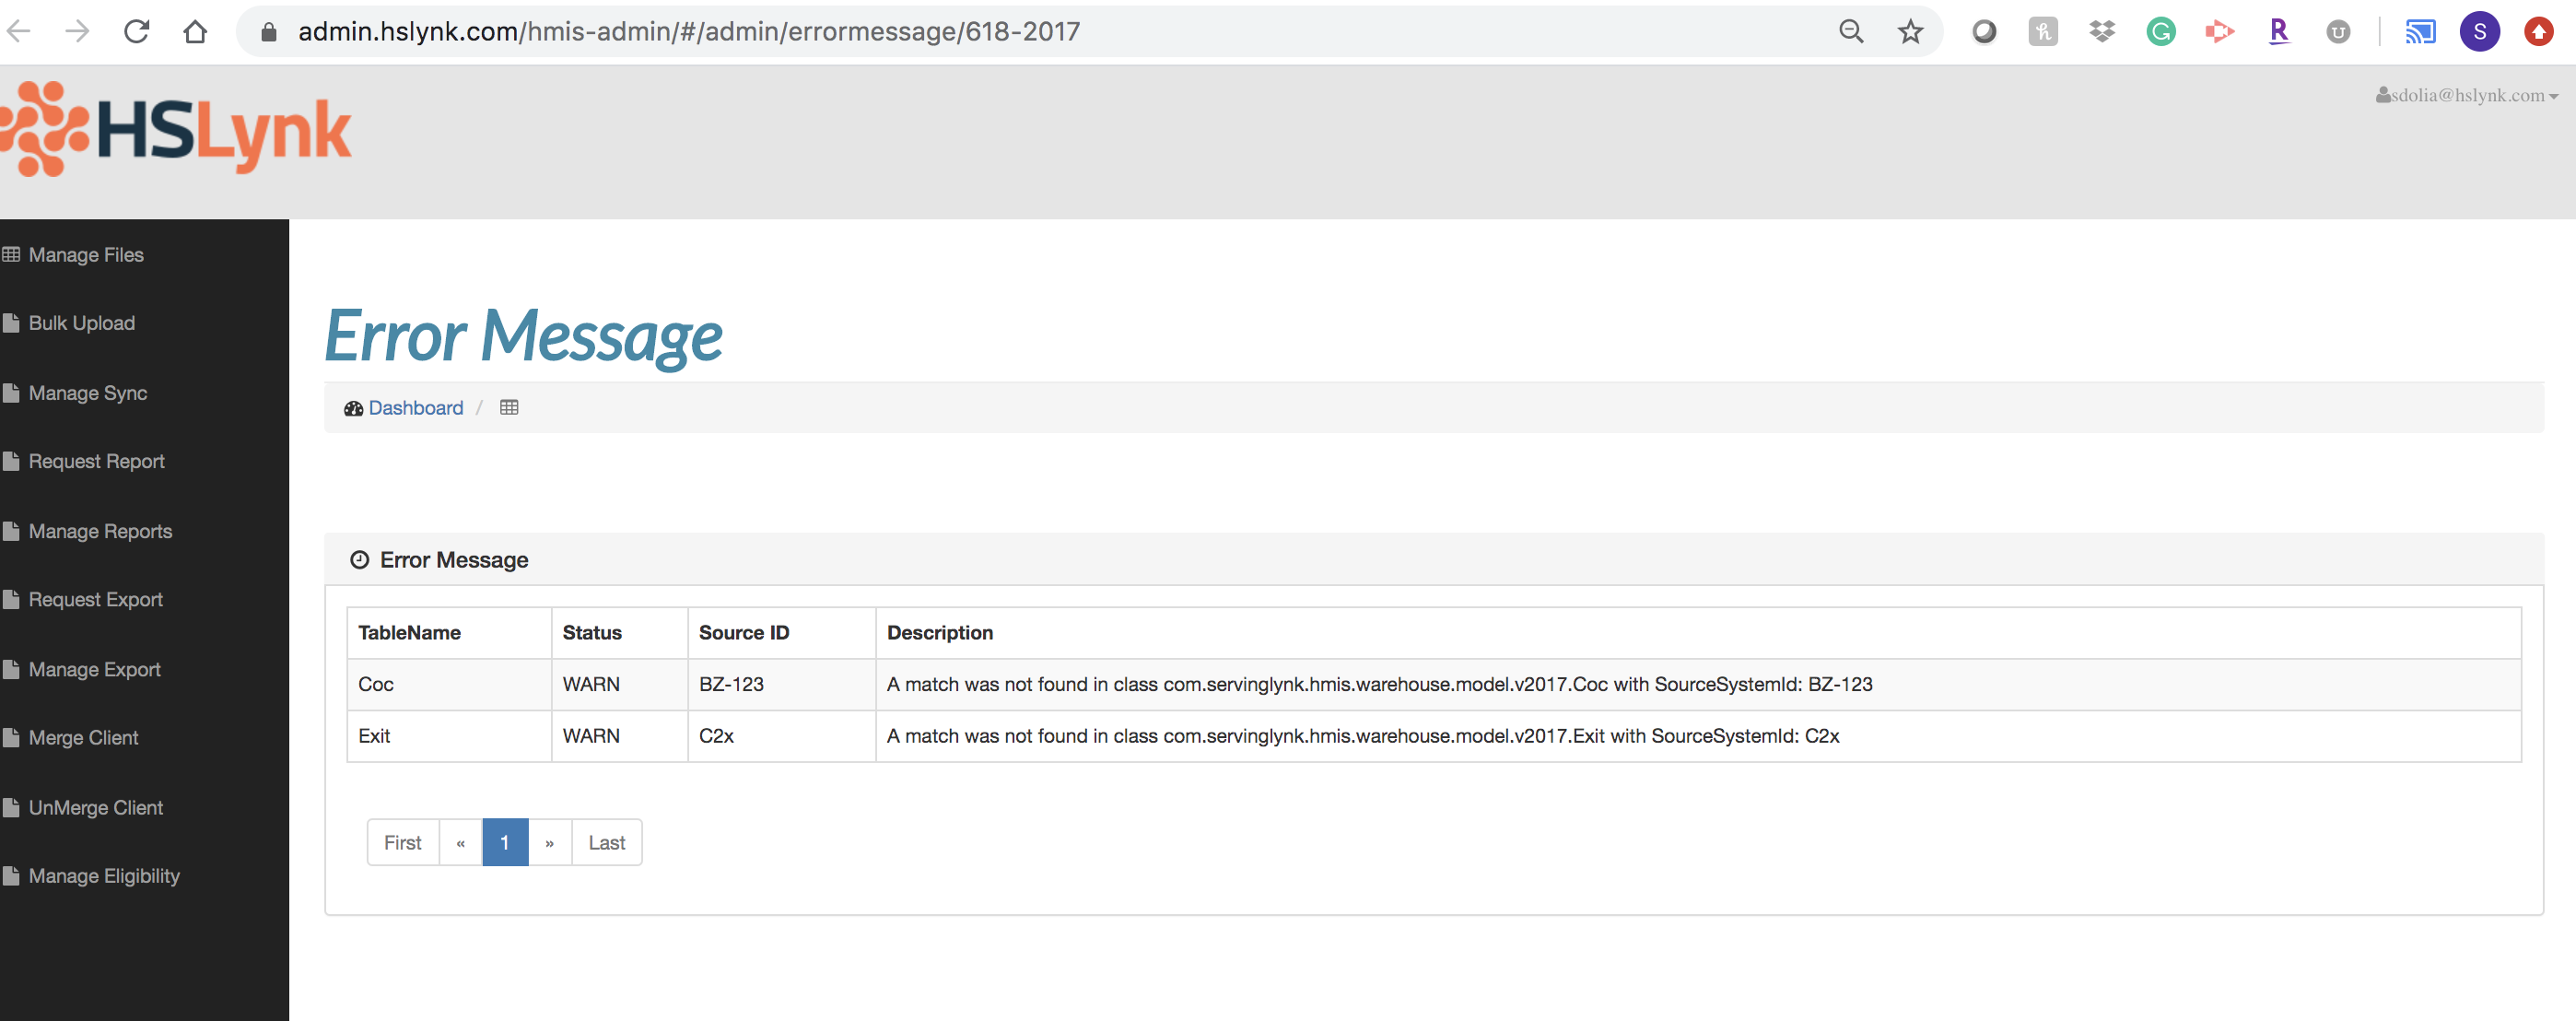 admin.hslynk.com/hmis-admin/#/admin/errormessage/618-2017
S
HSLynk
sdolia@hslynk.com
Manage Files
Bulk Upload
Manage Sync
Request Report
Manage Reports
Request Export
Manage Export
Merge Client
UnMerge Client
Manage Eligibility
Error Message
Dashboard /
Error Message
TableName Status Source ID Description
Coc WARN BZ-123 A match was not found in class com.servinglynk.hmis.warehouse.model.v2017.Coc with SourceSystemId: BZ-123
Exit WARN C2x A match was not found in class com.servinglynk.hmis.warehouse.model.v2017.Exit with SourceSystemId: C2x
First « 1 » Last